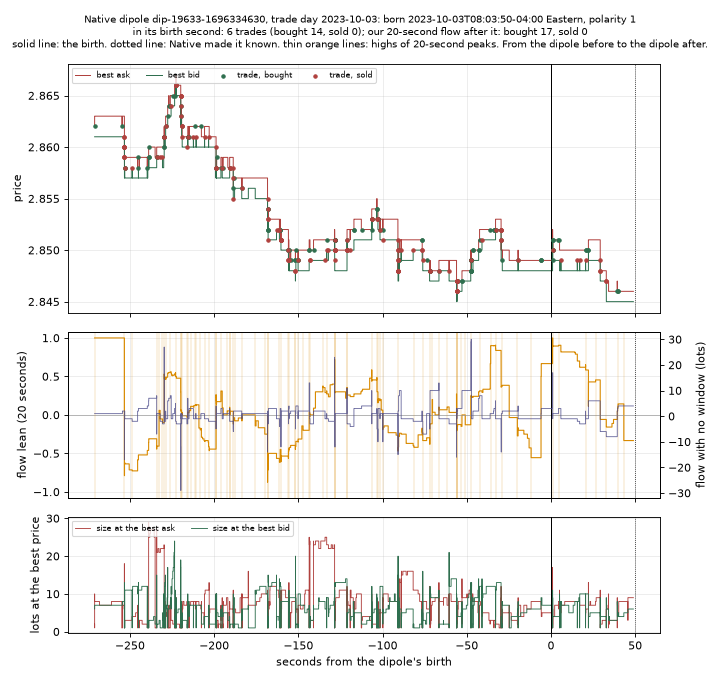 Native dipole dip-19633-1696334630, trade day 2023-10-03: born 2023-10-03T08:03:50-04:00 Eastern, polarity 1
in its birth second: 6 trades (bought 14, sold 0); our 20-second flow after it: bought 17, sold 0
solid line: the birth. dotted line: Native made it known. thin orange lines: highs of 20-second peaks. From the dipole before to the dipole after.
best ask best bid trade, bought trade, sold
2.865
2.860
2.855
2.850
2.845
price
1.0
0.5
0.0
−0.5
−1.0
flow lean (20 seconds)
30
20
10
0
−10
−20
−30
flow with no window (lots)
size at the best ask size at the best bid
30
20
10
0
lots at the best price
−250 −200 −150 −100 −50 0 50
seconds from the dipole's birth